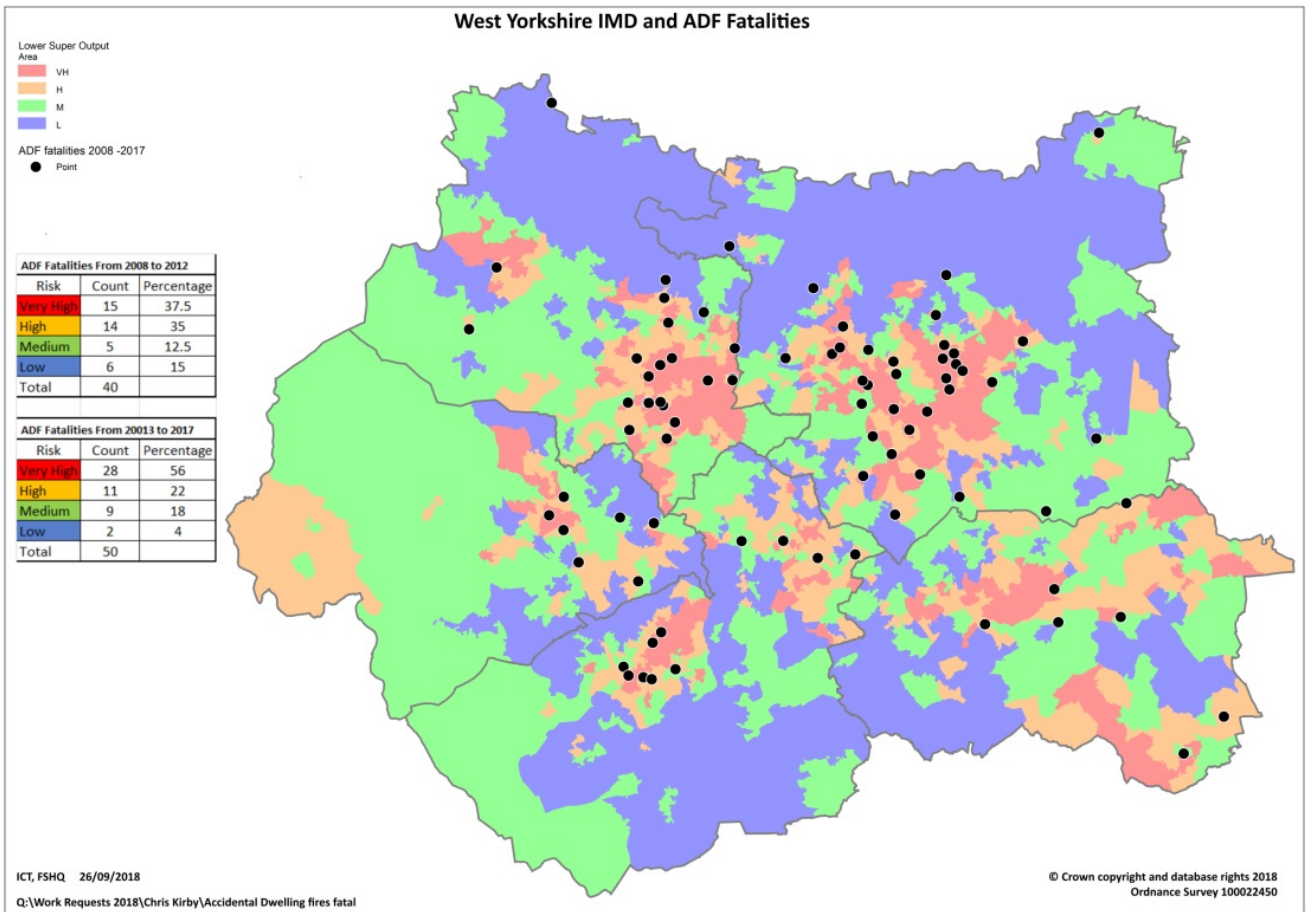 West Yorkshire IMD and ADF Fatalities
Lower Super Output
Area
VH
H
M
L
ADF fatalities 2008 -2017
Point
ADF Fatalities From 2008 to 2012
Risk Count Percentage
Very High 15 37.5
High 14 35
Medium 5 12.5
Low 6 15
Total 40
ADF Fatalities From 20013 to 2017
Risk Count Percentage
Very High 28 56
High 11 22
Medium 9 18
Low 2 4
Total 50
ICT, FSHQ 26/09/2018
Q:\Work Requests 2018\Chris Kirby\Accidental Dwelling fires fatal
© Crown copyright and database rights 2018
Ordnance Survey 100022450